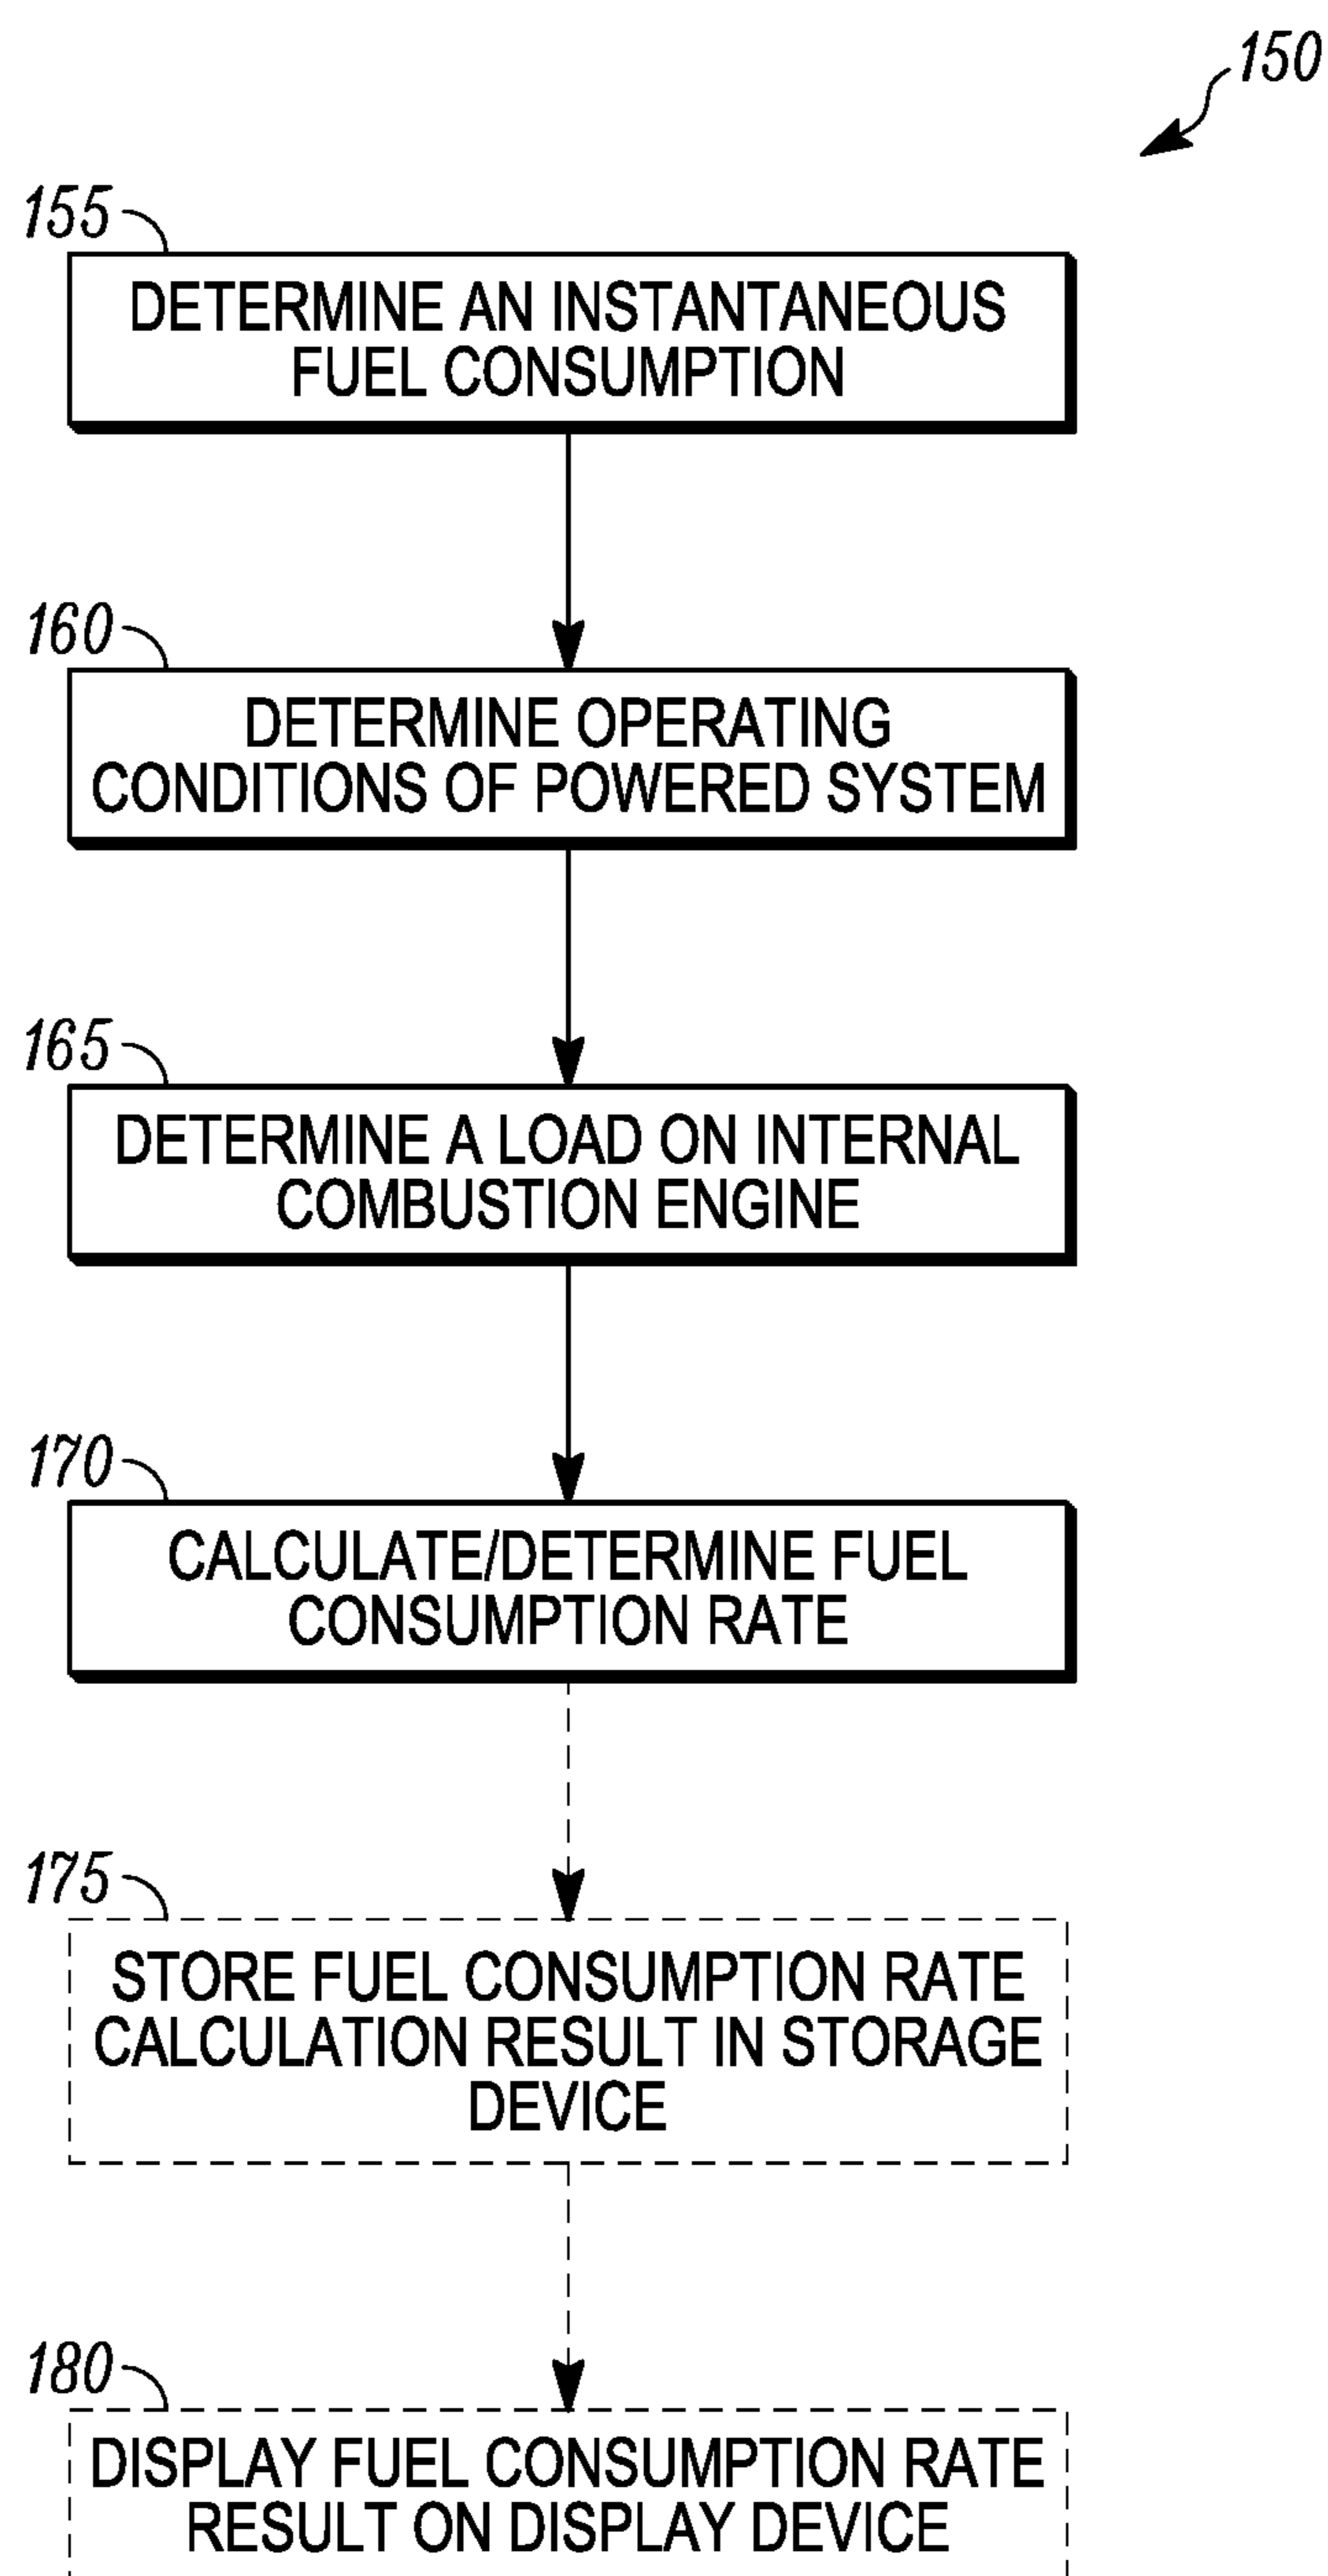 150
155
DETERMINE AN INSTANTANEOUS
FUEL CONSUMPTION
160
DETERMINE OPERATING
CONDITIONS OF POWERED SYSTEM
165
DETERMINE A LOAD ON INTERNAL
COMBUSTION ENGINE
170
CALCULATE/DETERMINE FUEL
CONSUMPTION RATE
175
STORE FUEL CONSUMPTION RATE
CALCULATION RESULT IN STORAGE
DEVICE
180
DISPLAY FUEL CONSUMPTION RATE
RESULT ON DISPLAY DEVICE